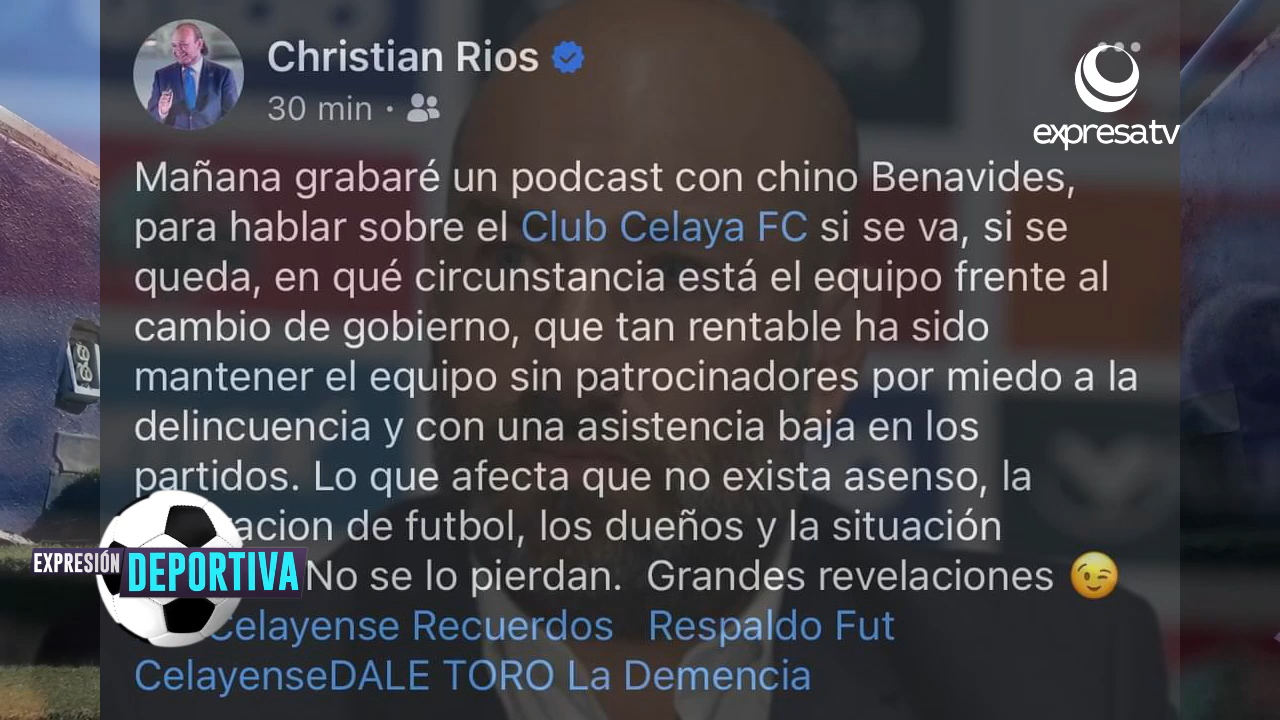 Christian Rios
30 min ·
expresatv
Mañana grabaré un podcast con chino Benavides,
para hablar sobre el Club Celaya FC si se va, si se
queda, en qué circunstancia está el equipo frente al
cambio de gobierno, que tan rentable ha sido
mantener el equipo sin patrocinadores por miedo a la
delincuencia y con una asistencia baja en los
partidos. Lo que afecta que no exista asenso, la
de futbol, los dueños y la situación
No se lo pierdan. Grandes revelaciones 😉
Celayense Recuerdos Respaldo Fut
CelayenseDALE TORO La Demencia
EXPRESIÓN DEPORTIVA